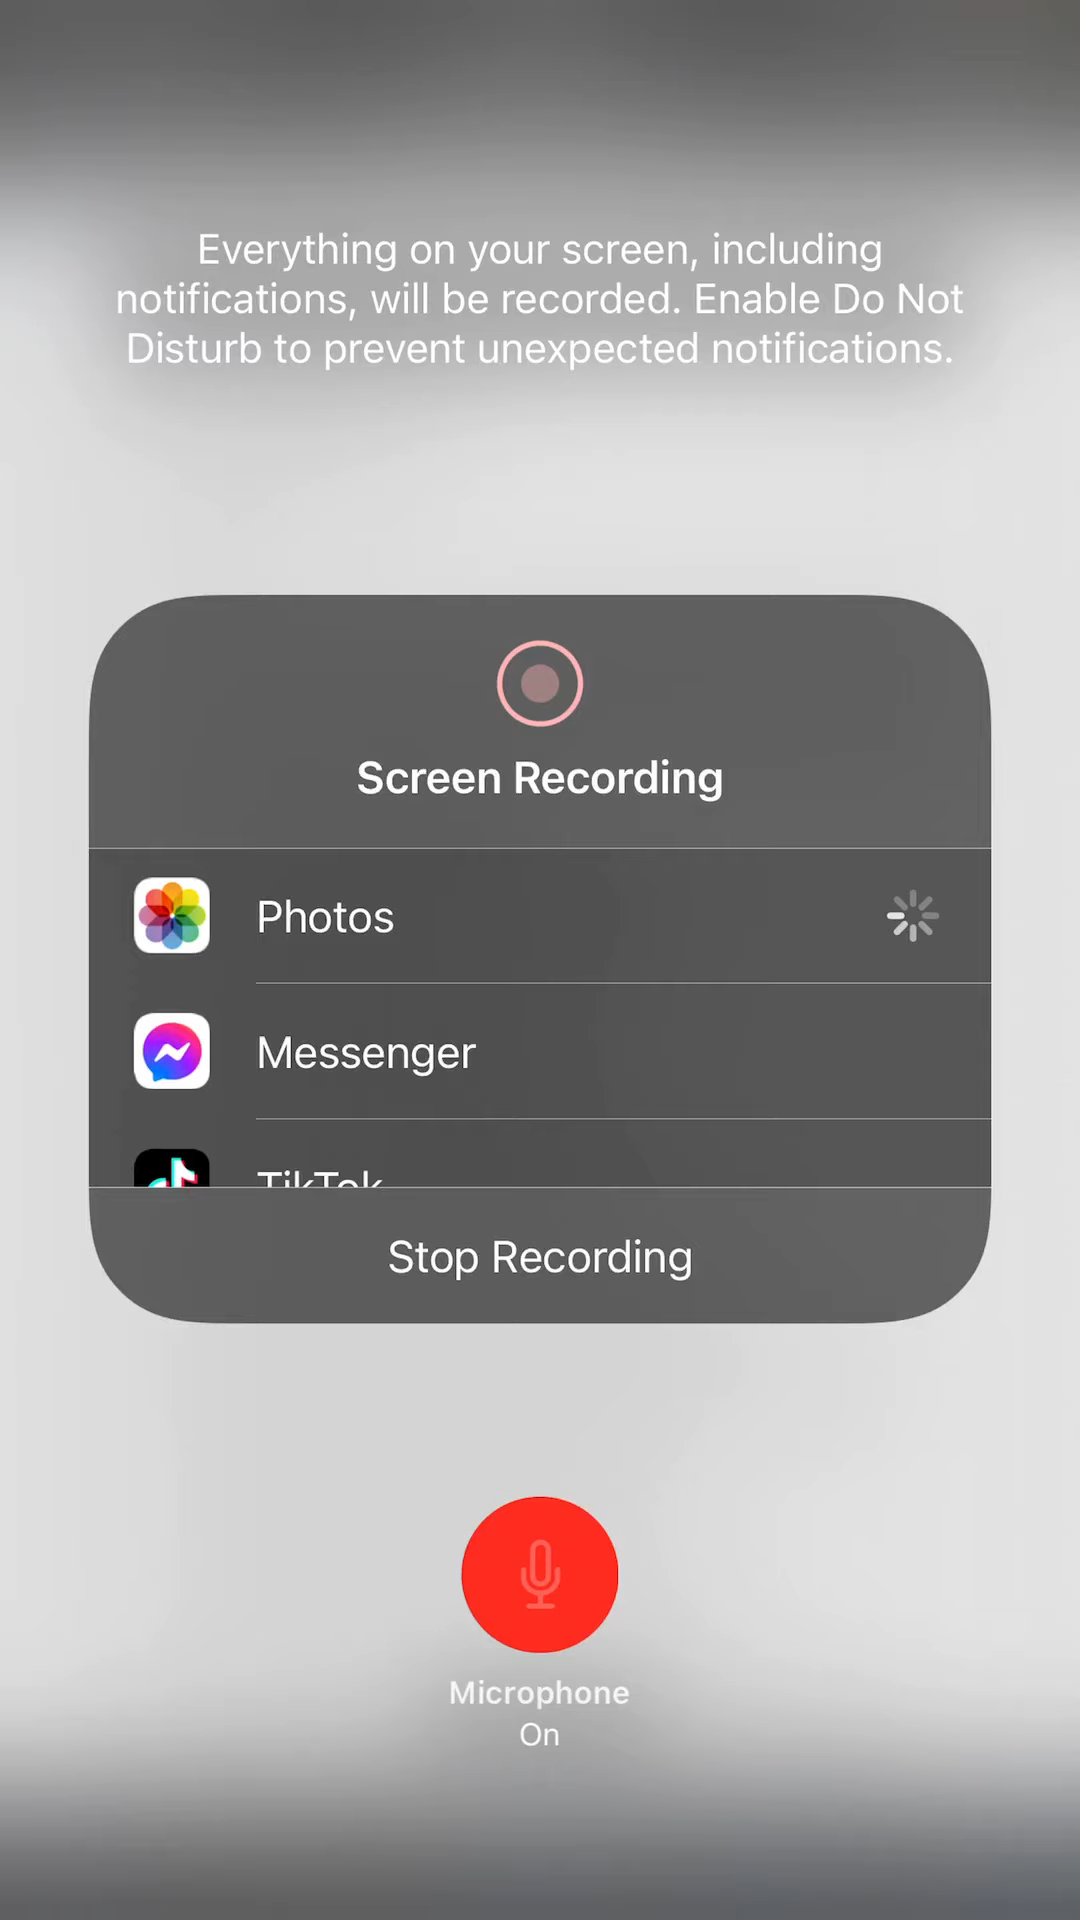 Everything on your screen, including
notifications, will be recorded. Enable Do Not
Disturb to prevent unexpected notifications.
Screen Recording
Photos
Messenger
TikTok
Stop Recording
Microphone
On